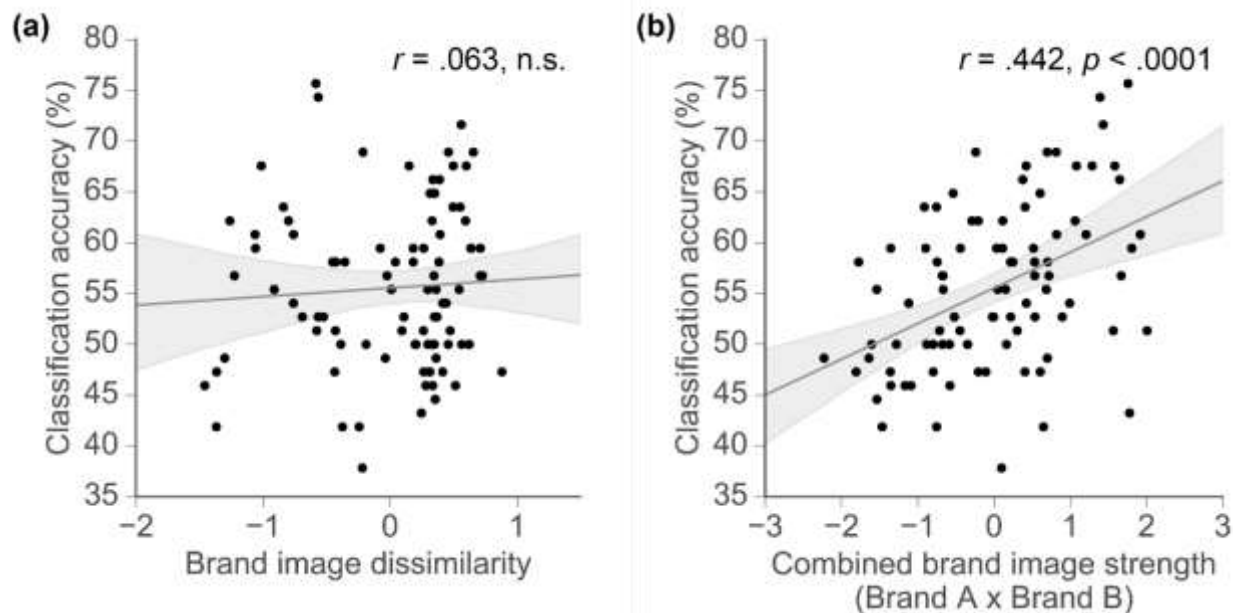 (a)
r = .063, n.s.
Classification accuracy (%)
80
75
70
65
60
55
50
45
40
35
−2 −1 0 1
Brand image dissimilarity
(b)
r = .442, p < .0001
Classification accuracy (%)
80
75
70
65
60
55
50
45
40
35
−3 −2 −1 0 1 2 3
Combined brand image strength
(Brand A x Brand B)